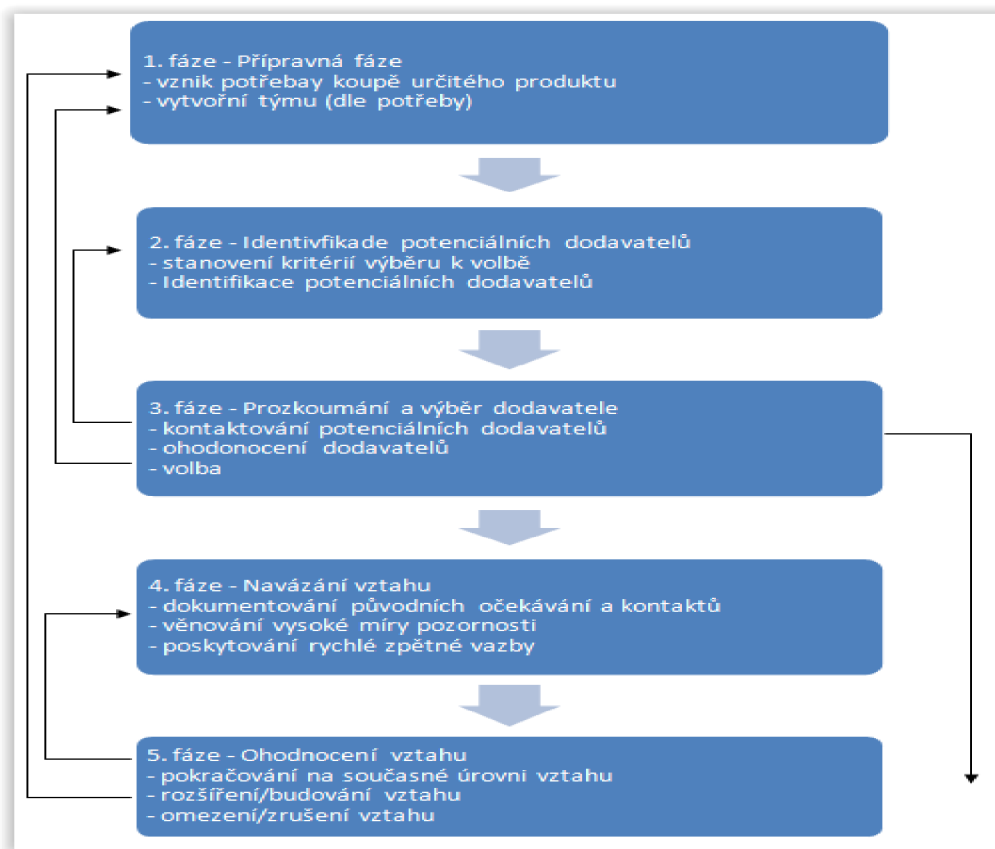 1. fáze - Přípravná fáze
- vznik potřebay koupě určitého produktu
- vytvořní týmu (dle potřeby)
2. fáze - Identivfikade potenciálních dodavatelů
- stanovení kritérií výběru k volbě
- Identifikace potenciálních dodavatelů
3. fáze - Prozkoumání a výběr dodavatele
- kontaktování potenciálních dodavatelů
- ohodonocení dodavatelů
- volba
4. fáze - Navázání vztahu
- dokumentování původních očekávání a kontaktů
- věnování vysoké míry pozornosti
- poskytování rychlé zpětné vazby
5. fáze - Ohodnocení vztahu
- pokračování na současné úrovni vztahu
- rozšíření/budování vztahu
- omezení/zrušení vztahu